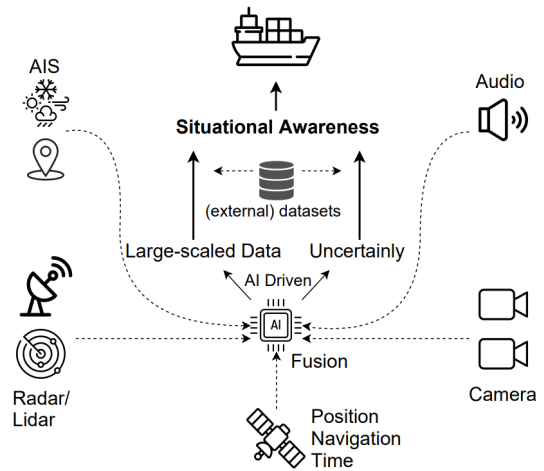 AIS
Audio
Situational Awareness
(external) datasets
Large-scaled Data
Uncertainly
AI Driven
AI
Fusion
Radar/
Lidar
Camera
Position
Navigation
Time